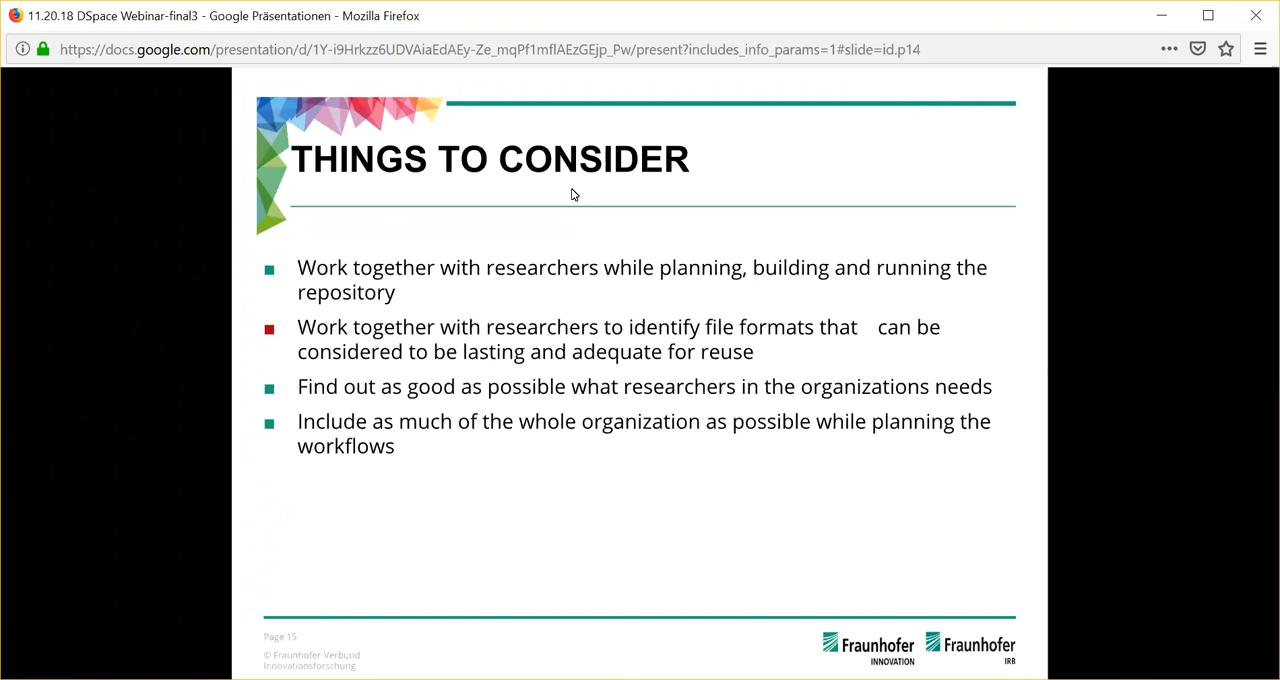 11.20.18 DSpace Webinar-final3 - Google Präsentationen - Mozilla Firefox
https://docs.google.com/presentation/d/1Y-i9Hrkzz6UDVAiaEdAEy-Ze_mqPf1mflAEzGEjp_Pw/present?includes_info_params=1#slide=id.p14
THINGS TO CONSIDER
Work together with researchers while planning, building and running the
repository
Work together with researchers to identify file formats that can be
considered to be lasting and adequate for reuse
Find out as good as possible what researchers in the organizations needs
Include as much of the whole organization as possible while planning the
workflows
Page 15
© Fraunhofer-Verbund
Innovationsforschung
Fraunhofer
INNOVATION
Fraunhofer
IRB